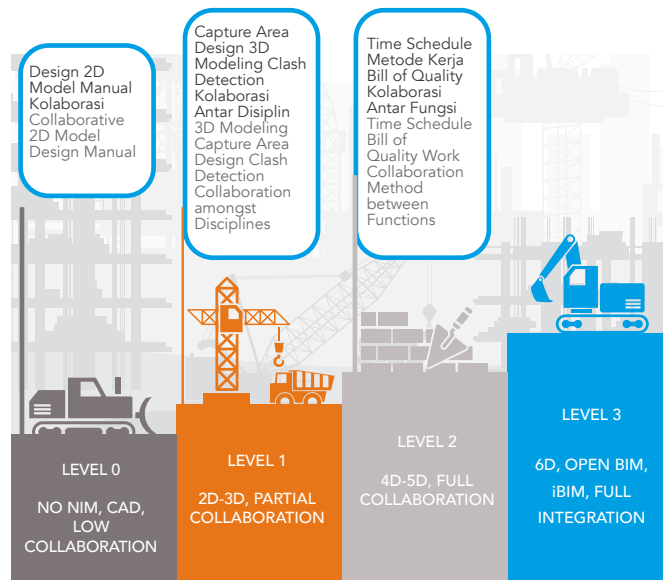 Design 2D
Model Manual
Kolaborasi
Collaborative
2D Model
Design Manual
Capture Area
Design 3D
Modeling Clash
Detection
Kolaborasi
Antar Disiplin
3D Modeling
Capture Area
Design Clash
Detection
Collaboration
amongst
Disciplines
Time Schedule
Metode Kerja
Bill of Quality
Kolaborasi
Antar Fungsi
Time Schedule
Bill of
Quality Work
Collaboration
Method
between
Functions
LEVEL 0
NO NIM, CAD,
LOW
COLLABORATION
LEVEL 1
2D-3D, PARTIAL
COLLABORATION
LEVEL 2
4D-5D, FULL
COLLABORATION
LEVEL 3
6D, OPEN BIM,
iBIM, FULL
INTEGRATION